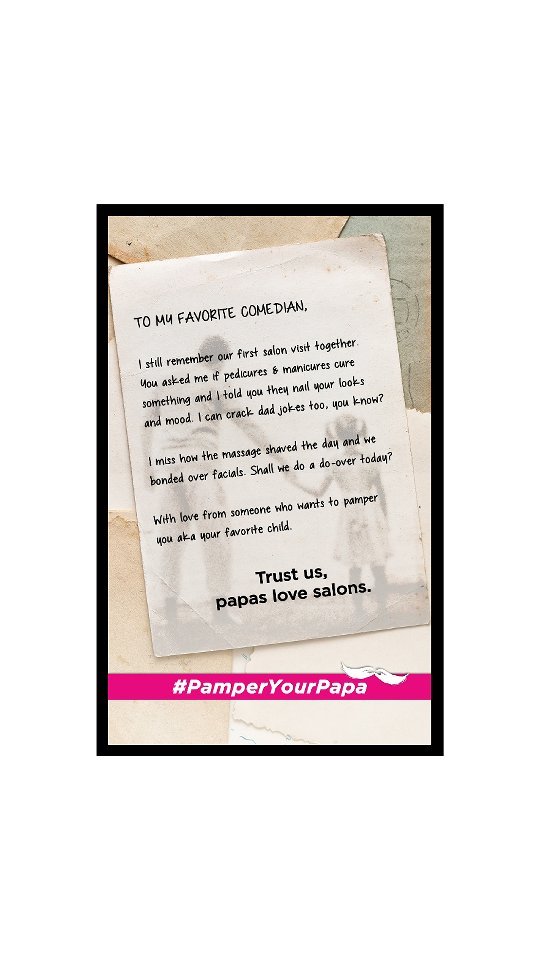 TO MY FAVORITE COMEDIAN,
I still remember our first salon visit together.
You asked me if pedicures & manicures cure
something and I told you they nail your looks
and mood. I can crack dad jokes too, you know?
I miss how the massage shaved the day and we
bonded over facials. Shall we do a do-over today?
With love from someone who wants to pamper
you aka your favorite child.
Trust us,
papas love salons.
#PamperYourPapa